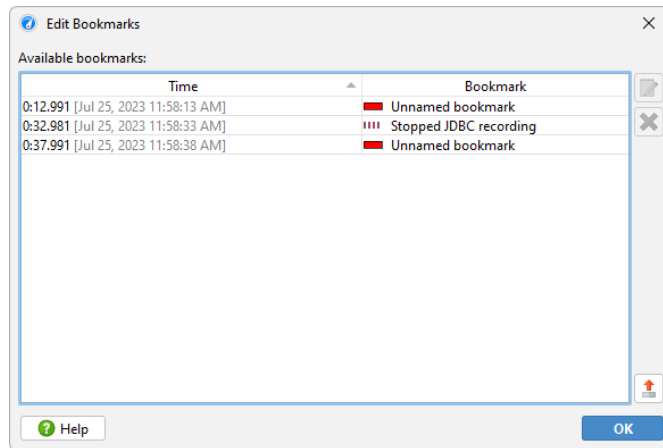 Edit Bookmarks
Available bookmarks:
Time Bookmark
0:12.991 [Jul 25, 2023 11:58:13 AM] Unnamed bookmark
0:32.981 [Jul 25, 2023 11:58:33 AM] Stopped JDBC recording
0:37.991 [Jul 25, 2023 11:58:38 AM] Unnamed bookmark
Help OK